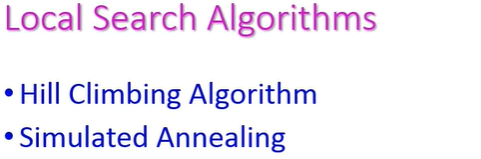 Local Search Algorithms
• Hill Climbing Algorithm
• Simulated Annealing